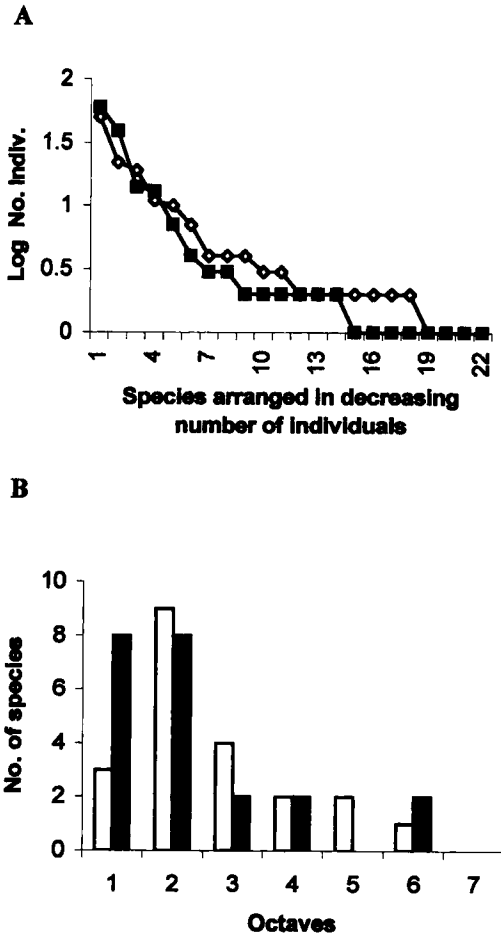 A
Log No. Indiv.
2
1.5
1
0.5
0
1 4 7 10 13 16 19 22
Species arranged in decreasing
number of individuals
B
No. of species
10
8
6
4
2
0
1 2 3 4 5 6 7
Octaves